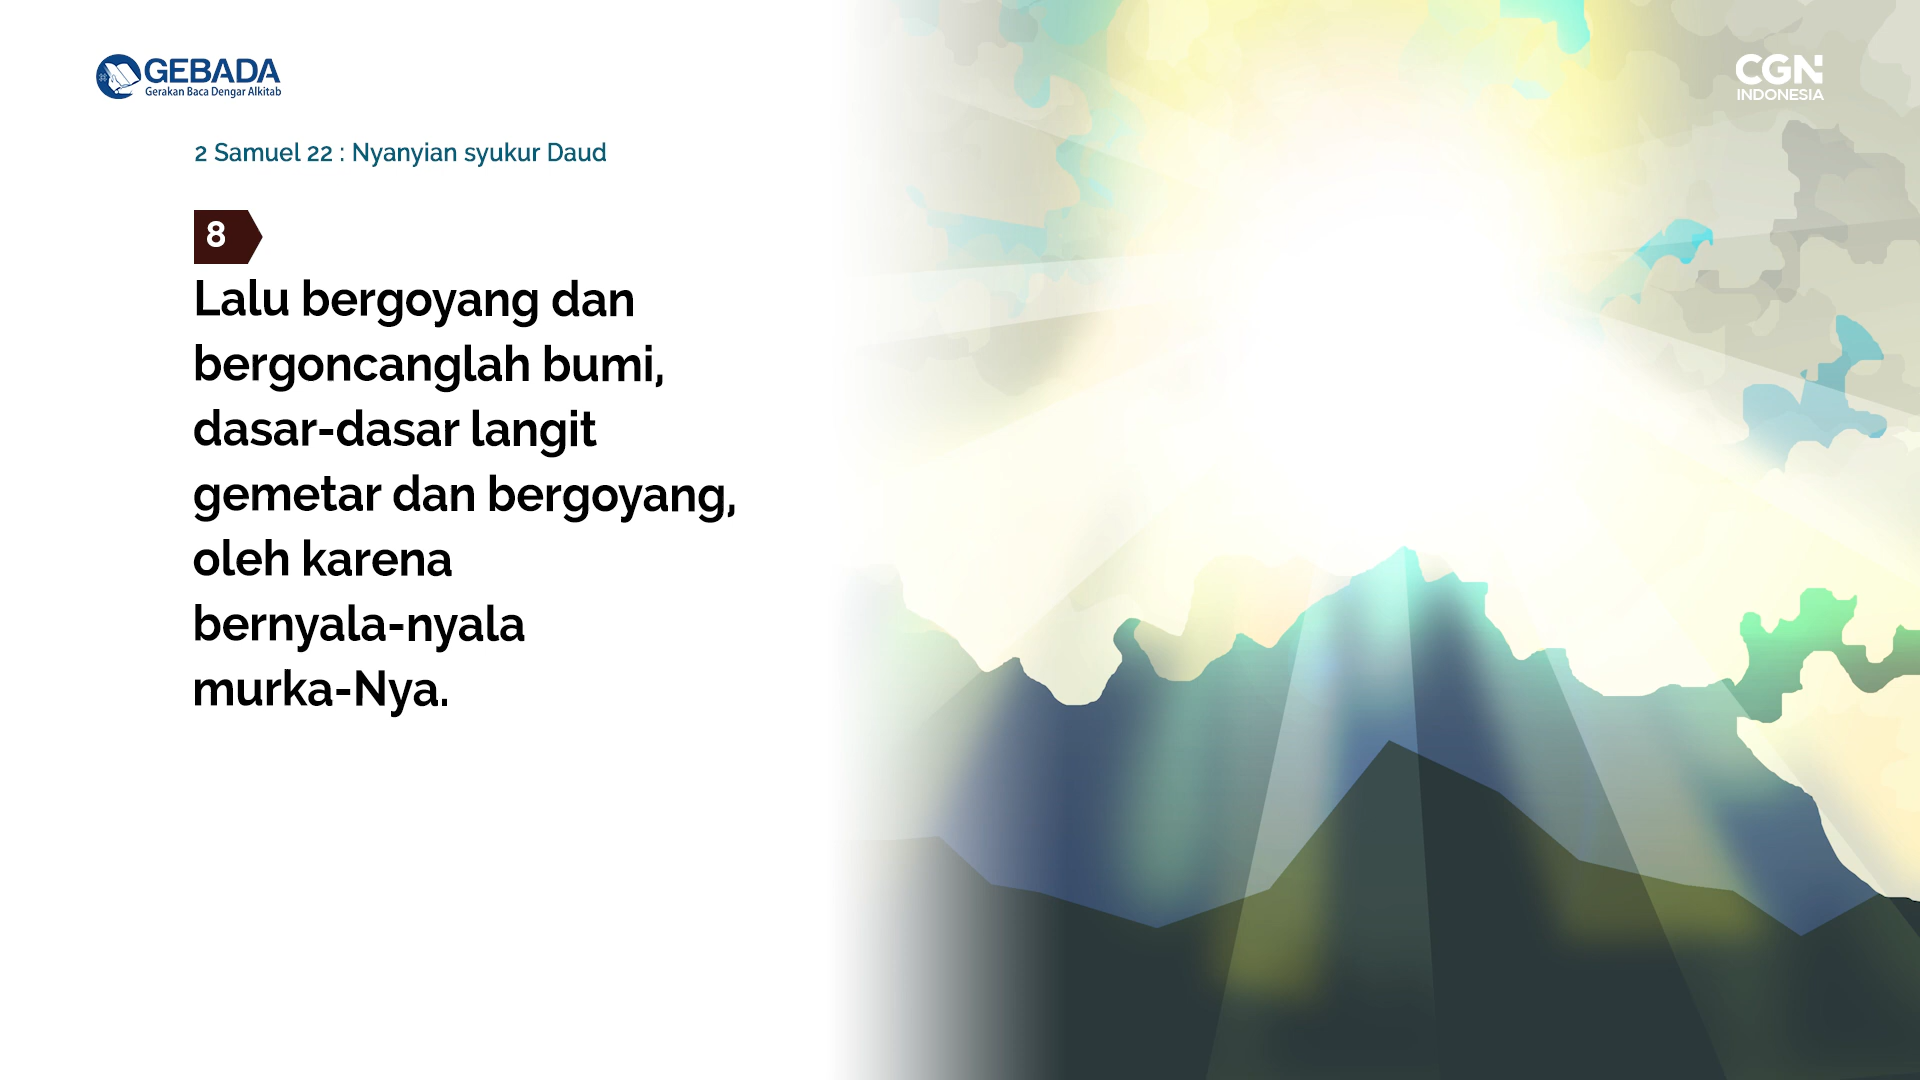 GEBADA
Gerakan Baca Dengar Alkitab
CGN
INDONESIA
2 Samuel 22 : Nyanyian syukur Daud
8
Lalu bergoyang dan
bergoncanglah bumi,
dasar-dasar langit
gemetar dan bergoyang,
oleh karena
bernyala-nyala
murka-Nya.